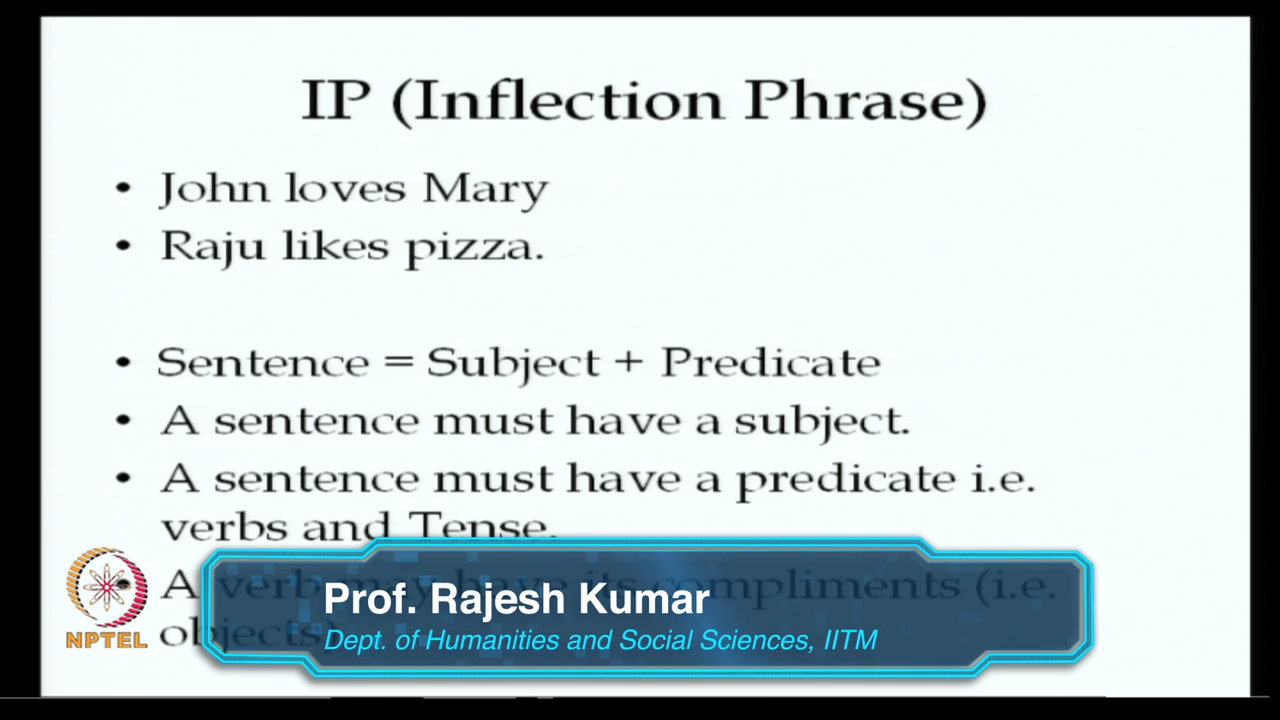 IP (Inflection Phrase)
• John loves Mary
• Raju likes pizza.
• Sentence = Subject + Predicate
• A sentence must have a subject.
• A sentence must have a predicate i.e.
verbs and Tense.
A verb may have its compliments (i.e.
objects)
Prof. Rajesh Kumar
Dept. of Humanities and Social Sciences, IITM
NPTEL